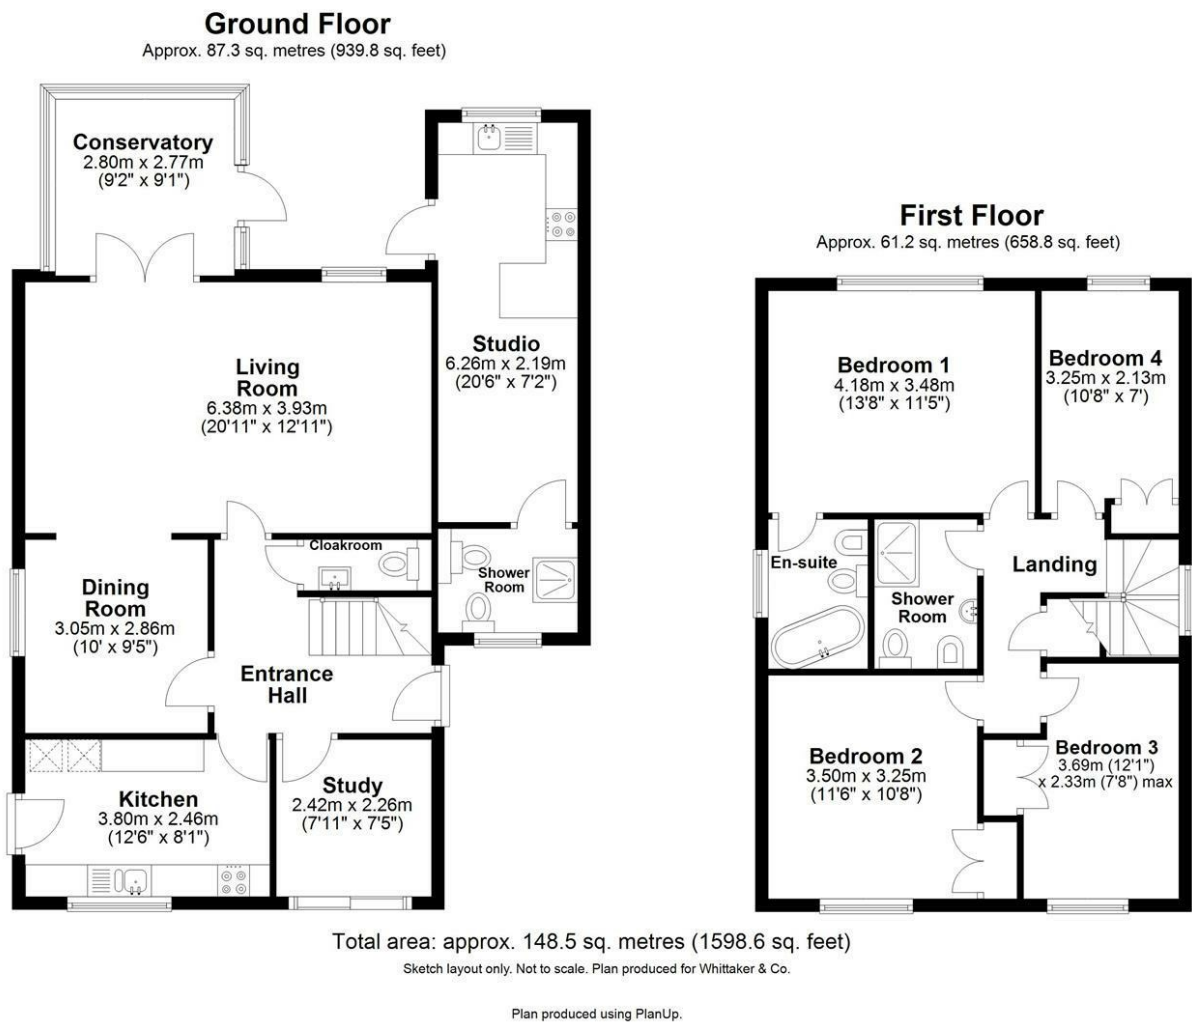 Ground Floor
Approx. 87.3 sq. metres (939.8 sq. feet)
Conservatory
2.80m x 2.77m
(9'2" x 9'1")
Living
Room
6.38m x 3.93m
(20'11" x 12'11")
Studio
6.26m x 2.19m
(20'6" x 7'2")
Cloakroom
Shower
Room
Dining
Room
3.05m x 2.86m
(10' x 9'5")
Entrance
Hall
Kitchen
3.80m x 2.46m
(12'6" x 8'1")
Study
2.42m x 2.26m
(7'11" x 7'5")
First Floor
Approx. 61.2 sq. metres (658.8 sq. feet)
Bedroom 1
4.18m x 3.48m
(13'8" x 11'5")
Bedroom 4
3.25m x 2.13m
(10'8" x 7')
En-suite
Shower
Room
Landing
Bedroom 2
3.50m x 3.25m
(11'6" x 10'8")
Bedroom 3
3.69m (12'1")
x 2.33m (7'8") max
Total area: approx. 148.5 sq. metres (1598.6 sq. feet)
Sketch layout only. Not to scale. Plan produced for Whittaker & Co.
Plan produced using PlanUp.